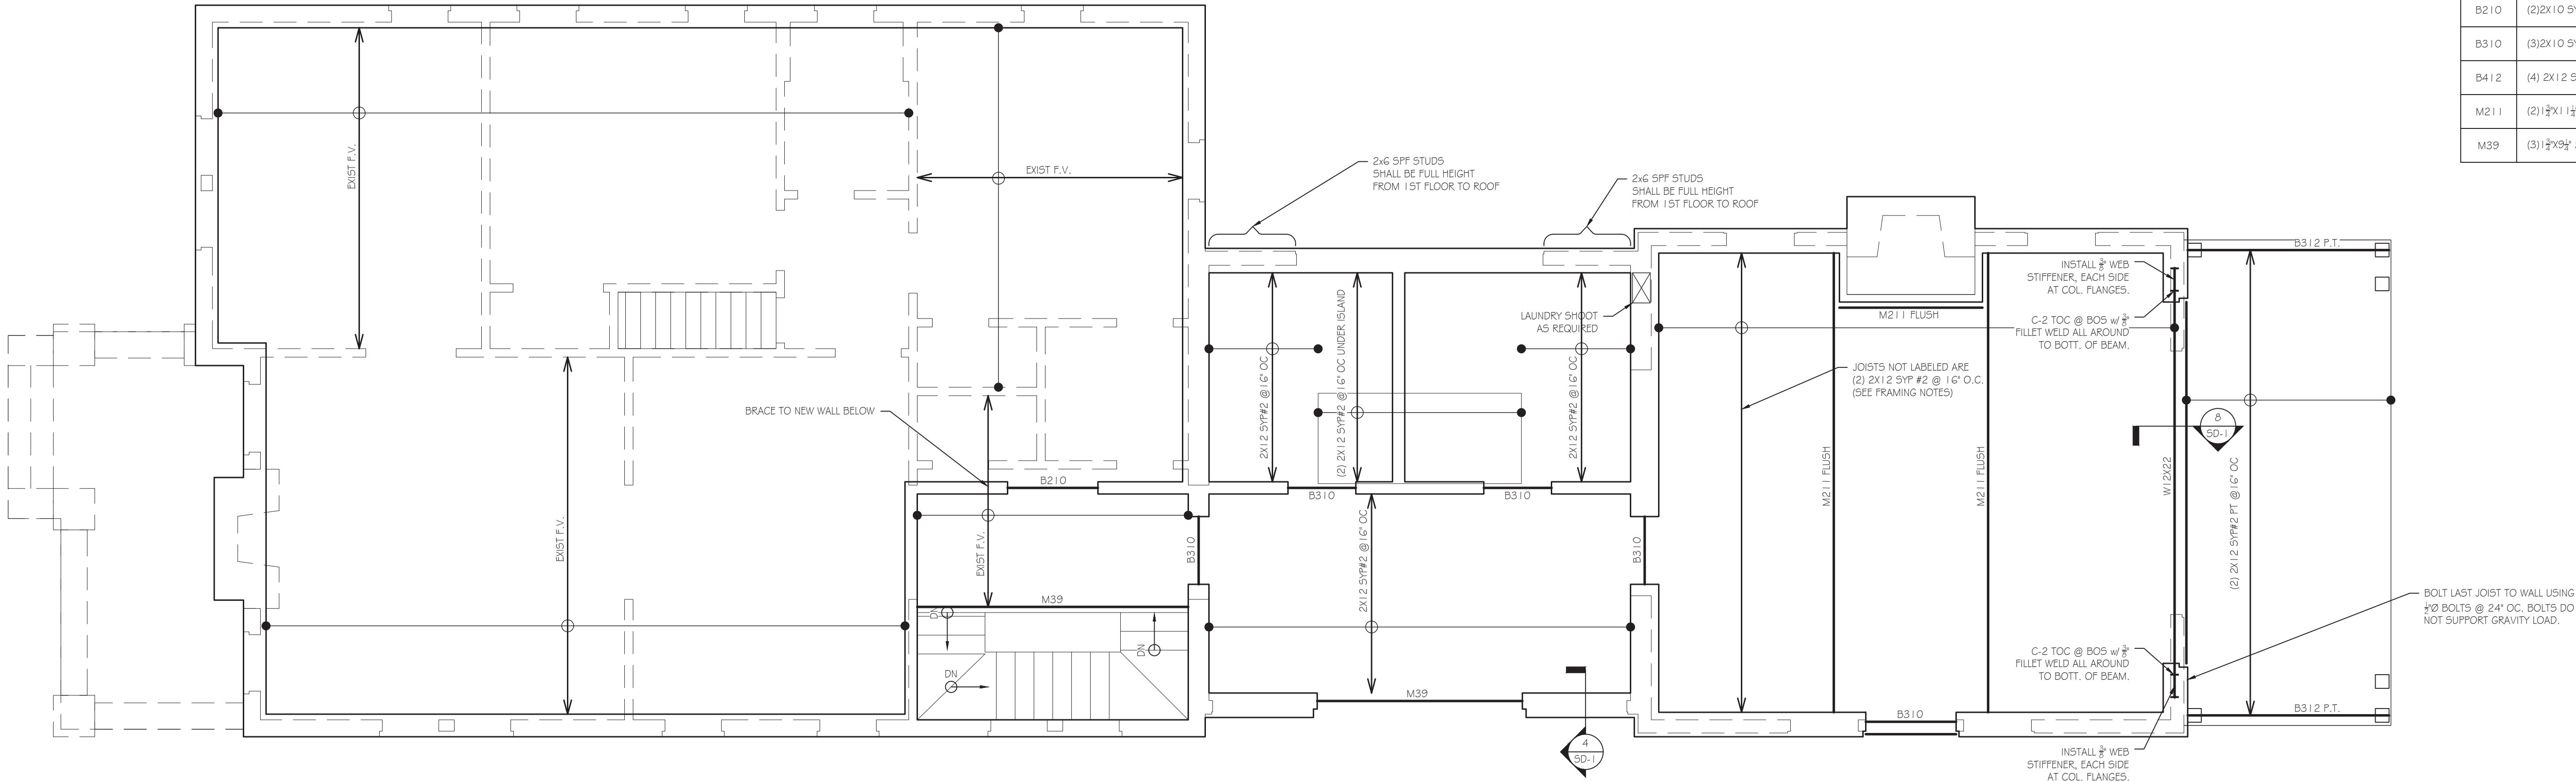 B210 (2)2X10 S
B310 (3)2X10 S
B412 (4) 2X12 S
M211 (2)1¾"X11¼
M39 (3)1¾"X9¼"
EXIST F.V.
EXIST F.V.
2x6 SPF STUDS
SHALL BE FULL HEIGHT
FROM 1ST FLOOR TO ROOF
2x6 SPF STUDS
SHALL BE FULL HEIGHT
FROM 1ST FLOOR TO ROOF
B312 P.T.
INSTALL ⅜" WEB
STIFFENER, EACH SIDE
AT COL. FLANGES.
M211 FLUSH
LAUNDRY SHOOT
AS REQUIRED
C-2 TOC @ BOS w/ ⅜"
FILLET WELD ALL AROUND
TO BOTT. OF BEAM.
2X12 SYP#2 @16" OC
(2) 2X12 SYP#2 @16" OC UNDER ISLAND
2X12 SYP#2 @16" OC
JOISTS NOT LABELED ARE
(2) 2X12 SYP #2 @ 16" O.C.
(SEE FRAMING NOTES)
BRACE TO NEW WALL BELOW
8
SD-1
M211 FLUSH
M211 FLUSH
W12X22
(2) 2X12 SYP#2 PT @16" OC
B210
B310
B310
EXIST F.V.
EXIST F.V.
B310
2X12 SYP#2 @16" OC
B310
M39
DN
DN
DN
BOLT LAST JOIST TO WALL USING
½"Ø BOLTS @ 24" OC. BOLTS DO
NOT SUPPORT GRAVITY LOAD.
C-2 TOC @ BOS w/ ⅜"
FILLET WELD ALL AROUND
TO BOTT. OF BEAM.
M39
B310
B312 P.T.
4
SD-1
INSTALL ⅜" WEB
STIFFENER, EACH SIDE
AT COL. FLANGES.